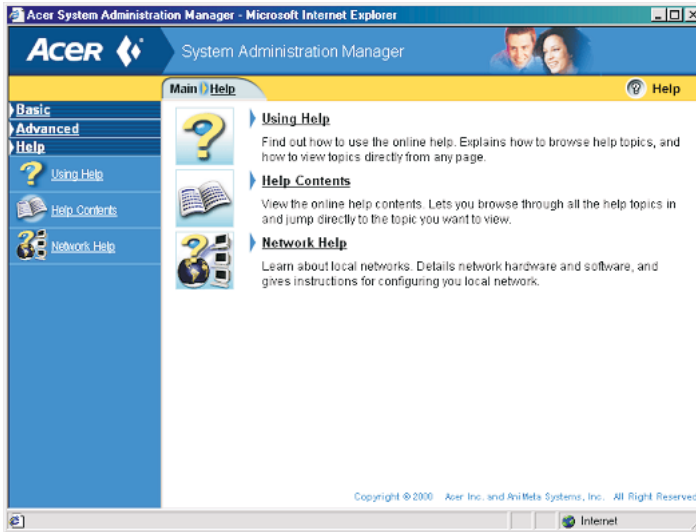 Acer System Administration Manager - Microsoft Internet Explorer
Acer
System Administration Manager
Main Help
Help
Basic
Advanced
Help
Using Help
Help Contents
Network Help
Using Help
Find out how to use the online help. Explains how to browse help topics, and
how to view topics directly from any page.
Help Contents
View the online help contents. Lets you browse through all the help topics in
and jump directly to the topic you want to view.
Network Help
Learn about local networks. Details network hardware and software, and
gives instructions for configuring you local network.
Copyright © 2000 Acer Inc. and AniMeta Systems, Inc. All Right Reserved
Internet